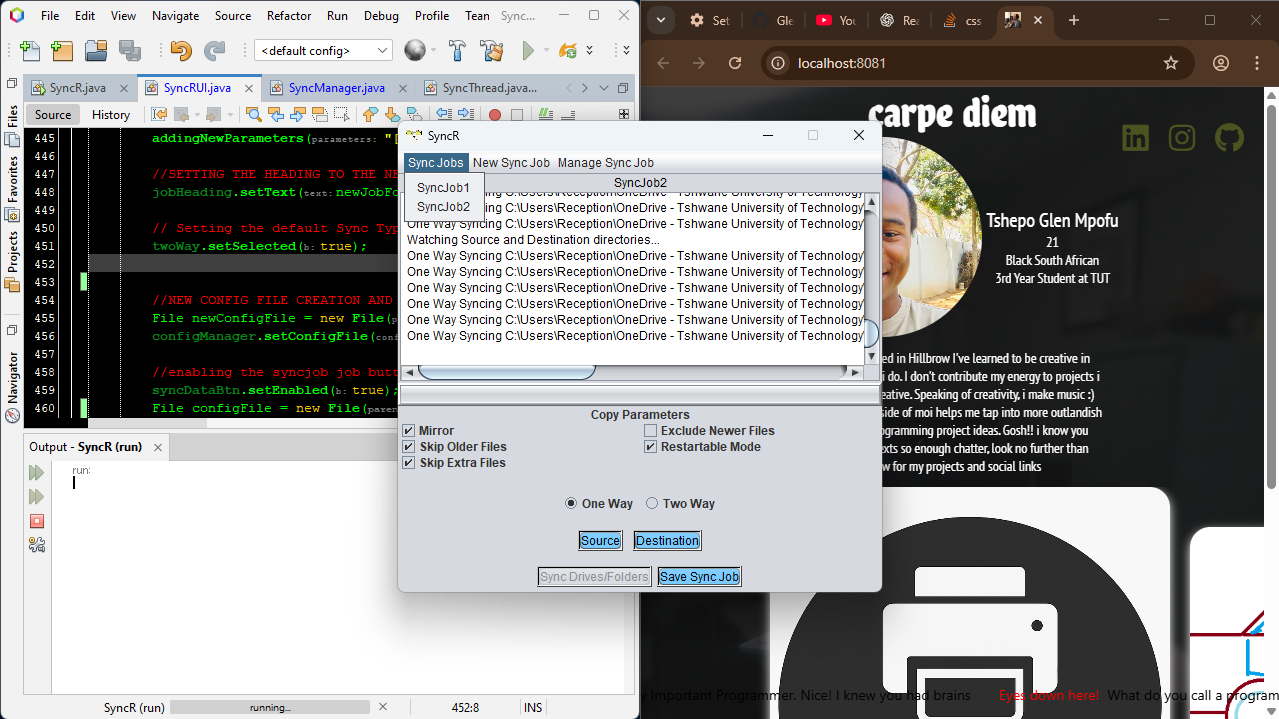 File Edit View Navigate Source Refactor Run Debug Profile Tean Sync...
<default config>
SyncR.java SyncRUI.java SyncManager.java SyncThread.java...
Source History
Files
Favorites
Projects
Navigator
445 addingNewParameters(parameters: "[
446
447 //SETTING THE HEADING TO THE NE
448 jobHeading.setText(text: newJobFo
449
450 // Setting the default Sync Typ
451 twoWay.setSelected(b: true);
452
453
454 //NEW CONFIG FILE CREATION AND
455 File newConfigFile = new File(p
456 configManager.setConfigFile(conf
457
458 //enabling the syncjob job butt
459 syncDataBtn.setEnabled(b: true);
460 File configFile = new File(paren
Output - SyncR (run)
run:
SyncR (run) running... 452:8 INS
SyncR
Sync Jobs New Sync Job Manage Sync Job
SyncJob1
SyncJob2
SyncJob2
ng C:\Users\Reception\OneDrive - Tshwane University of Technology
ng C:\Users\Reception\OneDrive - Tshwane University of Technology
One Way Syncing C:\Users\Reception\OneDrive - Tshwane University of Technology
Watching Source and Destination directories...
One Way Syncing C:\Users\Reception\OneDrive - Tshwane University of Technology
One Way Syncing C:\Users\Reception\OneDrive - Tshwane University of Technology
One Way Syncing C:\Users\Reception\OneDrive - Tshwane University of Technology
One Way Syncing C:\Users\Reception\OneDrive - Tshwane University of Technology
One Way Syncing C:\Users\Reception\OneDrive - Tshwane University of Technology
One Way Syncing C:\Users\Reception\OneDrive - Tshwane University of Technology
Copy Parameters
Mirror Exclude Newer Files
Skip Older Files Restartable Mode
Skip Extra Files
One Way Two Way
Source Destination
Sync Drives/Folders Save Sync Job
Set Gle You Rea css
localhost:8081
carpe diem
Tshepo Glen Mpofu
21
Black South African
3rd Year Student at TUT
ed in Hillbrow I've learned to be creative in
i do. I don't contribute my energy to projects i
eative. Speaking of creativity, i make music :)
side of moi helps me tap into more outlandish
ogramming project ideas. Gosh!! i know you
exts so enough chatter, look no further than
w for my projects and social links
y Important Programmer. Nice! I knew you had brains Eyes down here! What do you call a program